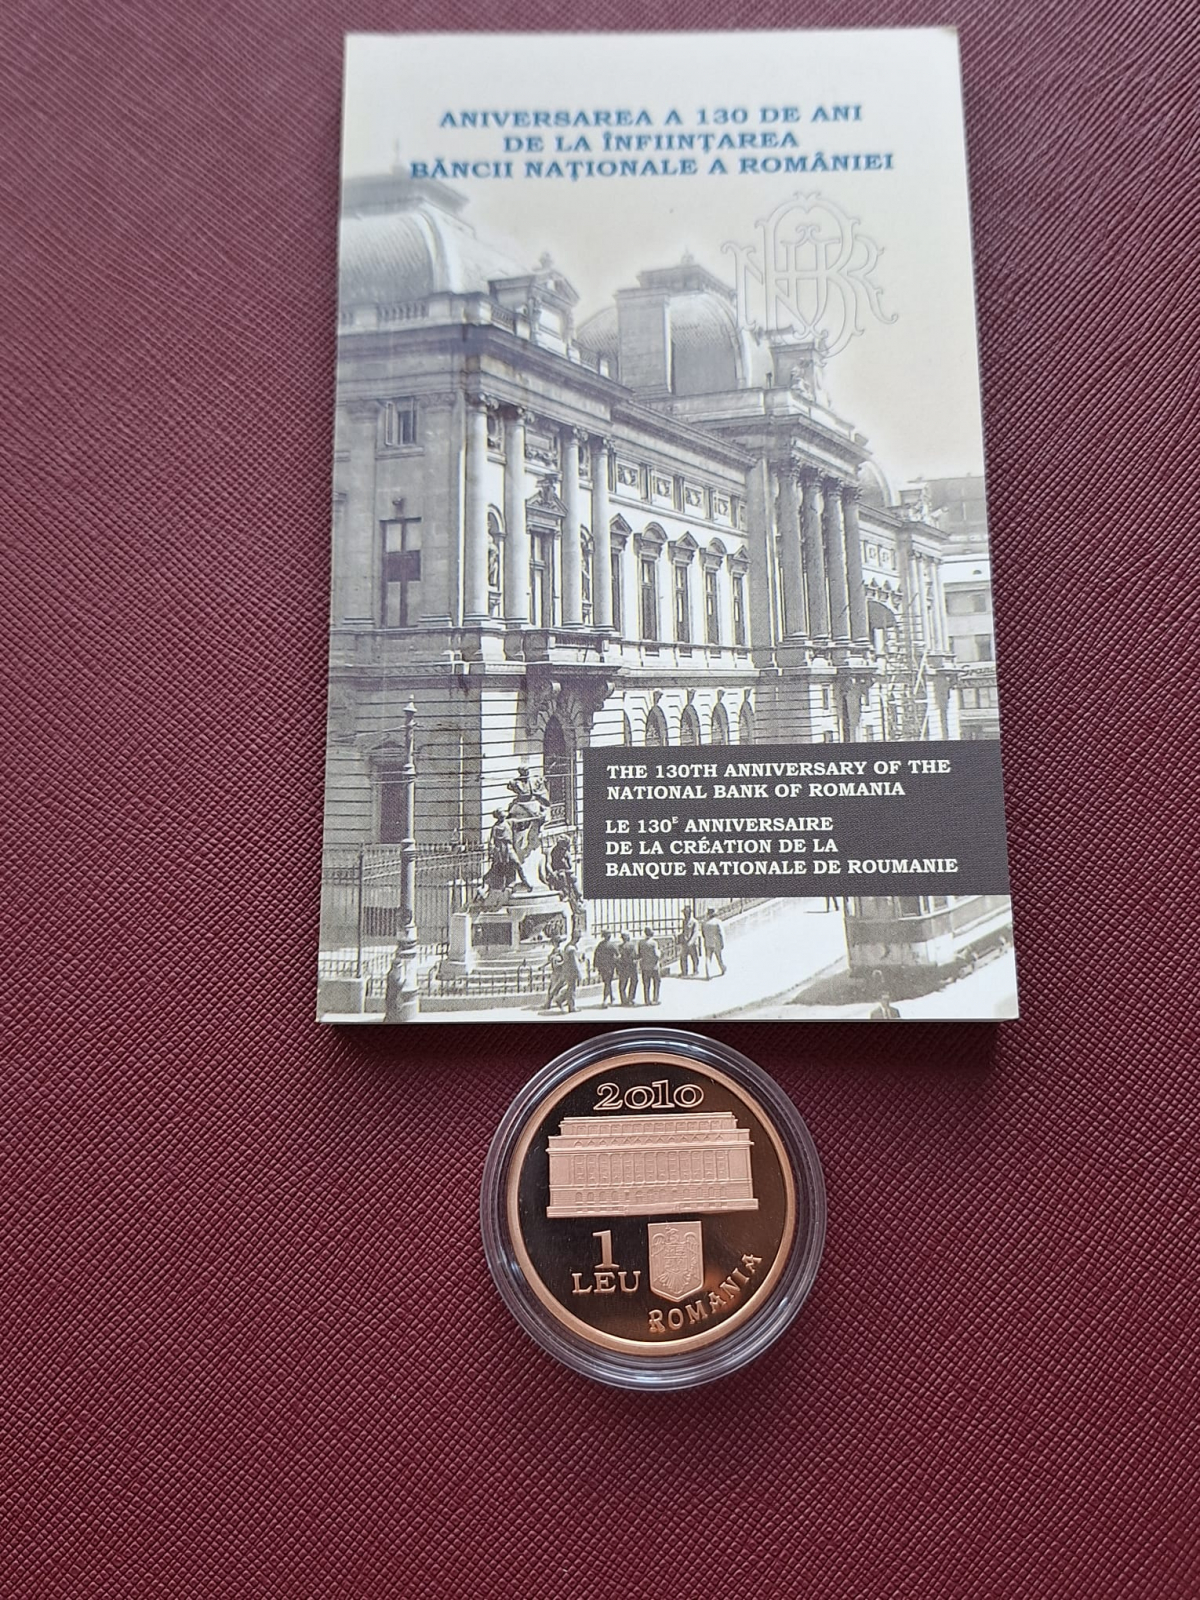 ANIVERSAREA A 130 DE ANI
DE LA ÎNFIINȚAREA
BĂNCII NAȚIONALE A ROMÂNIEI
BNR
THE 130TH ANNIVERSARY OF THE
NATIONAL BANK OF ROMANIA
LE 130E ANNIVERSAIRE
DE LA CRÉATION DE LA
BANQUE NATIONALE DE ROUMANIE
2010
1
LEU
ROMANIA